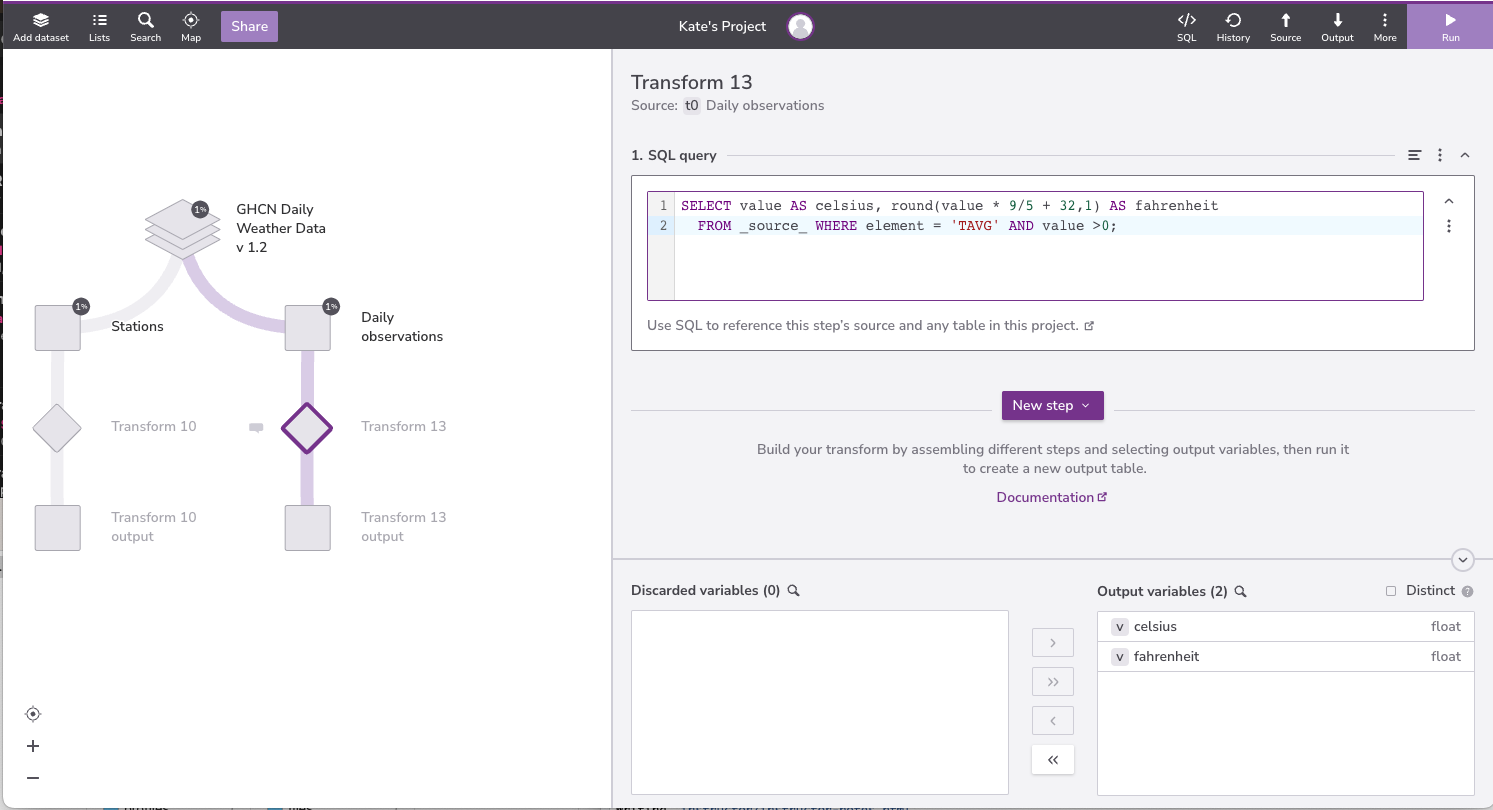 Add dataset
Lists
Search
Map
Share
Kate's Project
SQL
History
Source
Output
More
Run
GHCN Daily
Weather Data
v 1.2
1%
1%
Stations
1%
Daily
observations
Transform 10
Transform 13
Transform 10
output
Transform 13
output
Transform 13
Source: t0 Daily observations
1. SQL query
1 SELECT value AS celsius, round(value * 9/5 + 32,1) AS fahrenheit
2 FROM _source_ WHERE element = 'TAVG' AND value >0;
Use SQL to reference this step's source and any table in this project.
New step
Build your transform by assembling different steps and selecting output variables, then run it
to create a new output table.
Documentation
Discarded variables (0)
Output variables (2)
Distinct ?
v celsius float
v fahrenheit float